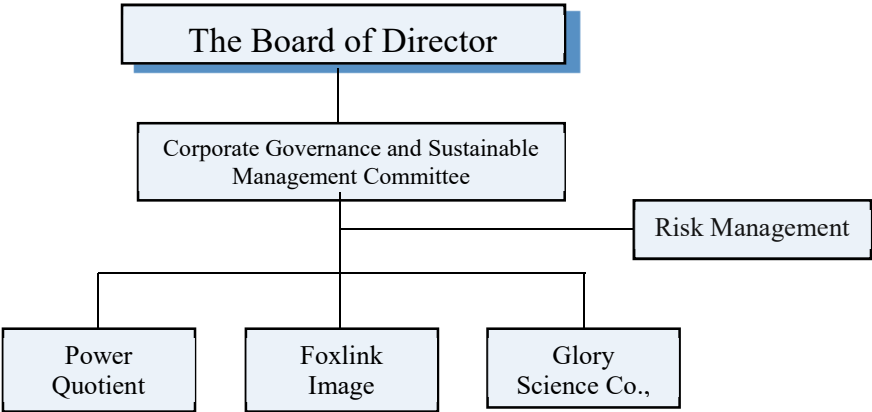 The Board of Director
Corporate Governance and Sustainable
Management Committee
Risk Management
Power
Quotient
Foxlink
Image
Glory
Science Co.,